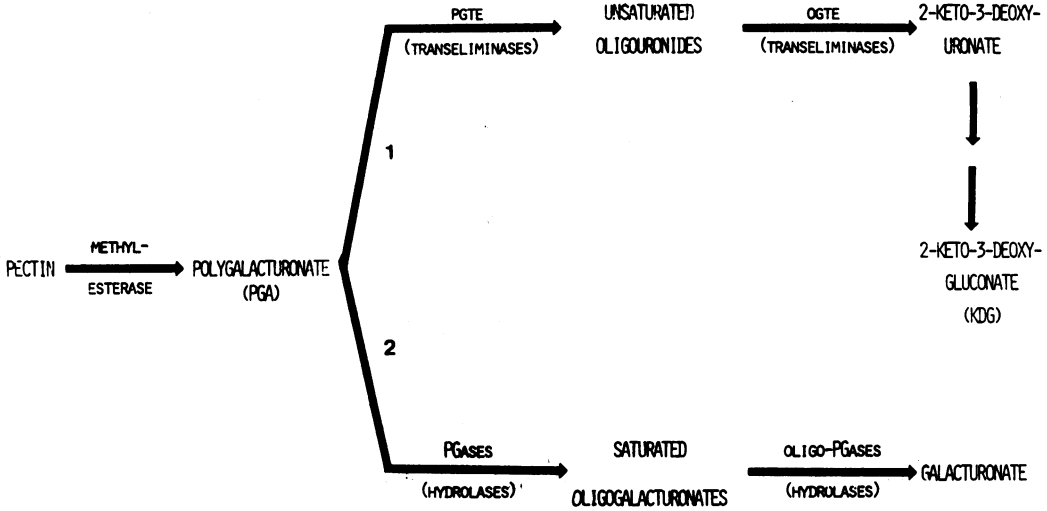 PGTE
(TRANSELIMINASES)
UNSATURATED
OLIGOURONIDES
OGTE
(TRANSELIMINASES)
2-KETO-3-DEOXY-
URONATE
1
PECTIN
METHYL-
ESTERASE
POLYGALACTURONATE
(PGA)
2-KETO-3-DEOXY-
GLUCONATE
(KDG)
2
PGASES
(HYDROLASES)
SATURATED
OLIGOGALACTURONATES
OLIGO-PGASES
(HYDROLASES)
GALACTURONATE